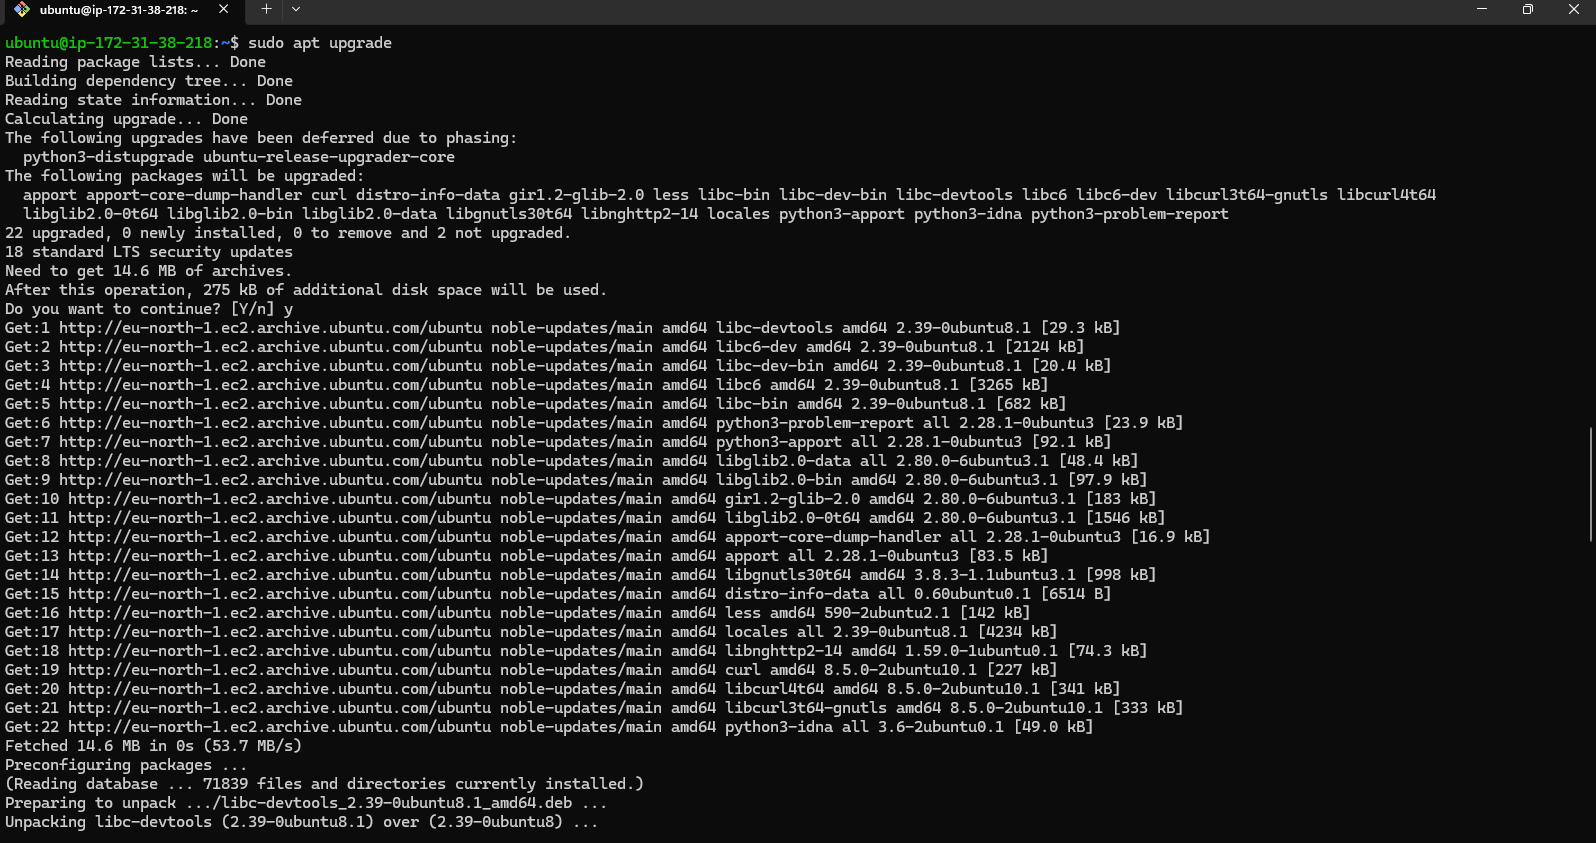 ubuntu@ip-172-31-38-218: ~
ubuntu@ip-172-31-38-218:~$ sudo apt upgrade
Reading package lists... Done
Building dependency tree... Done
Reading state information... Done
Calculating upgrade... Done
The following upgrades have been deferred due to phasing:
  python3-distupgrade ubuntu-release-upgrader-core
The following packages will be upgraded:
  apport apport-core-dump-handler curl distro-info-data gir1.2-glib-2.0 less libc-bin libc-dev-bin libc-devtools libc6 libc6-dev libcurl3t64-gnutls libcurl4t64
  libglib2.0-0t64 libglib2.0-bin libglib2.0-data libgnutls30t64 libnghttp2-14 locales python3-apport python3-idna python3-problem-report
22 upgraded, 0 newly installed, 0 to remove and 2 not upgraded.
18 standard LTS security updates
Need to get 14.6 MB of archives.
After this operation, 275 kB of additional disk space will be used.
Do you want to continue? [Y/n] y
Get:1 http://eu-north-1.ec2.archive.ubuntu.com/ubuntu noble-updates/main amd64 libc-devtools amd64 2.39-0ubuntu8.1 [29.3 kB]
Get:2 http://eu-north-1.ec2.archive.ubuntu.com/ubuntu noble-updates/main amd64 libc6-dev amd64 2.39-0ubuntu8.1 [2124 kB]
Get:3 http://eu-north-1.ec2.archive.ubuntu.com/ubuntu noble-updates/main amd64 libc-dev-bin amd64 2.39-0ubuntu8.1 [20.4 kB]
Get:4 http://eu-north-1.ec2.archive.ubuntu.com/ubuntu noble-updates/main amd64 libc6 amd64 2.39-0ubuntu8.1 [3265 kB]
Get:5 http://eu-north-1.ec2.archive.ubuntu.com/ubuntu noble-updates/main amd64 libc-bin amd64 2.39-0ubuntu8.1 [682 kB]
Get:6 http://eu-north-1.ec2.archive.ubuntu.com/ubuntu noble-updates/main amd64 python3-problem-report all 2.28.1-0ubuntu3 [23.9 kB]
Get:7 http://eu-north-1.ec2.archive.ubuntu.com/ubuntu noble-updates/main amd64 python3-apport all 2.28.1-0ubuntu3 [92.1 kB]
Get:8 http://eu-north-1.ec2.archive.ubuntu.com/ubuntu noble-updates/main amd64 libglib2.0-data all 2.80.0-6ubuntu3.1 [48.4 kB]
Get:9 http://eu-north-1.ec2.archive.ubuntu.com/ubuntu noble-updates/main amd64 libglib2.0-bin amd64 2.80.0-6ubuntu3.1 [97.9 kB]
Get:10 http://eu-north-1.ec2.archive.ubuntu.com/ubuntu noble-updates/main amd64 gir1.2-glib-2.0 amd64 2.80.0-6ubuntu3.1 [183 kB]
Get:11 http://eu-north-1.ec2.archive.ubuntu.com/ubuntu noble-updates/main amd64 libglib2.0-0t64 amd64 2.80.0-6ubuntu3.1 [1546 kB]
Get:12 http://eu-north-1.ec2.archive.ubuntu.com/ubuntu noble-updates/main amd64 apport-core-dump-handler all 2.28.1-0ubuntu3 [16.9 kB]
Get:13 http://eu-north-1.ec2.archive.ubuntu.com/ubuntu noble-updates/main amd64 apport all 2.28.1-0ubuntu3 [83.5 kB]
Get:14 http://eu-north-1.ec2.archive.ubuntu.com/ubuntu noble-updates/main amd64 libgnutls30t64 amd64 3.8.3-1.1ubuntu3.1 [998 kB]
Get:15 http://eu-north-1.ec2.archive.ubuntu.com/ubuntu noble-updates/main amd64 distro-info-data all 0.60ubuntu0.1 [6514 B]
Get:16 http://eu-north-1.ec2.archive.ubuntu.com/ubuntu noble-updates/main amd64 less amd64 590-2ubuntu2.1 [142 kB]
Get:17 http://eu-north-1.ec2.archive.ubuntu.com/ubuntu noble-updates/main amd64 locales all 2.39-0ubuntu8.1 [4234 kB]
Get:18 http://eu-north-1.ec2.archive.ubuntu.com/ubuntu noble-updates/main amd64 libnghttp2-14 amd64 1.59.0-1ubuntu0.1 [74.3 kB]
Get:19 http://eu-north-1.ec2.archive.ubuntu.com/ubuntu noble-updates/main amd64 curl amd64 8.5.0-2ubuntu10.1 [227 kB]
Get:20 http://eu-north-1.ec2.archive.ubuntu.com/ubuntu noble-updates/main amd64 libcurl4t64 amd64 8.5.0-2ubuntu10.1 [341 kB]
Get:21 http://eu-north-1.ec2.archive.ubuntu.com/ubuntu noble-updates/main amd64 libcurl3t64-gnutls amd64 8.5.0-2ubuntu10.1 [333 kB]
Get:22 http://eu-north-1.ec2.archive.ubuntu.com/ubuntu noble-updates/main amd64 python3-idna all 3.6-2ubuntu0.1 [49.0 kB]
Fetched 14.6 MB in 0s (53.7 MB/s)
Preconfiguring packages ...
(Reading database ... 71839 files and directories currently installed.)
Preparing to unpack .../libc-devtools_2.39-0ubuntu8.1_amd64.deb ...
Unpacking libc-devtools (2.39-0ubuntu8.1) over (2.39-0ubuntu8) ...